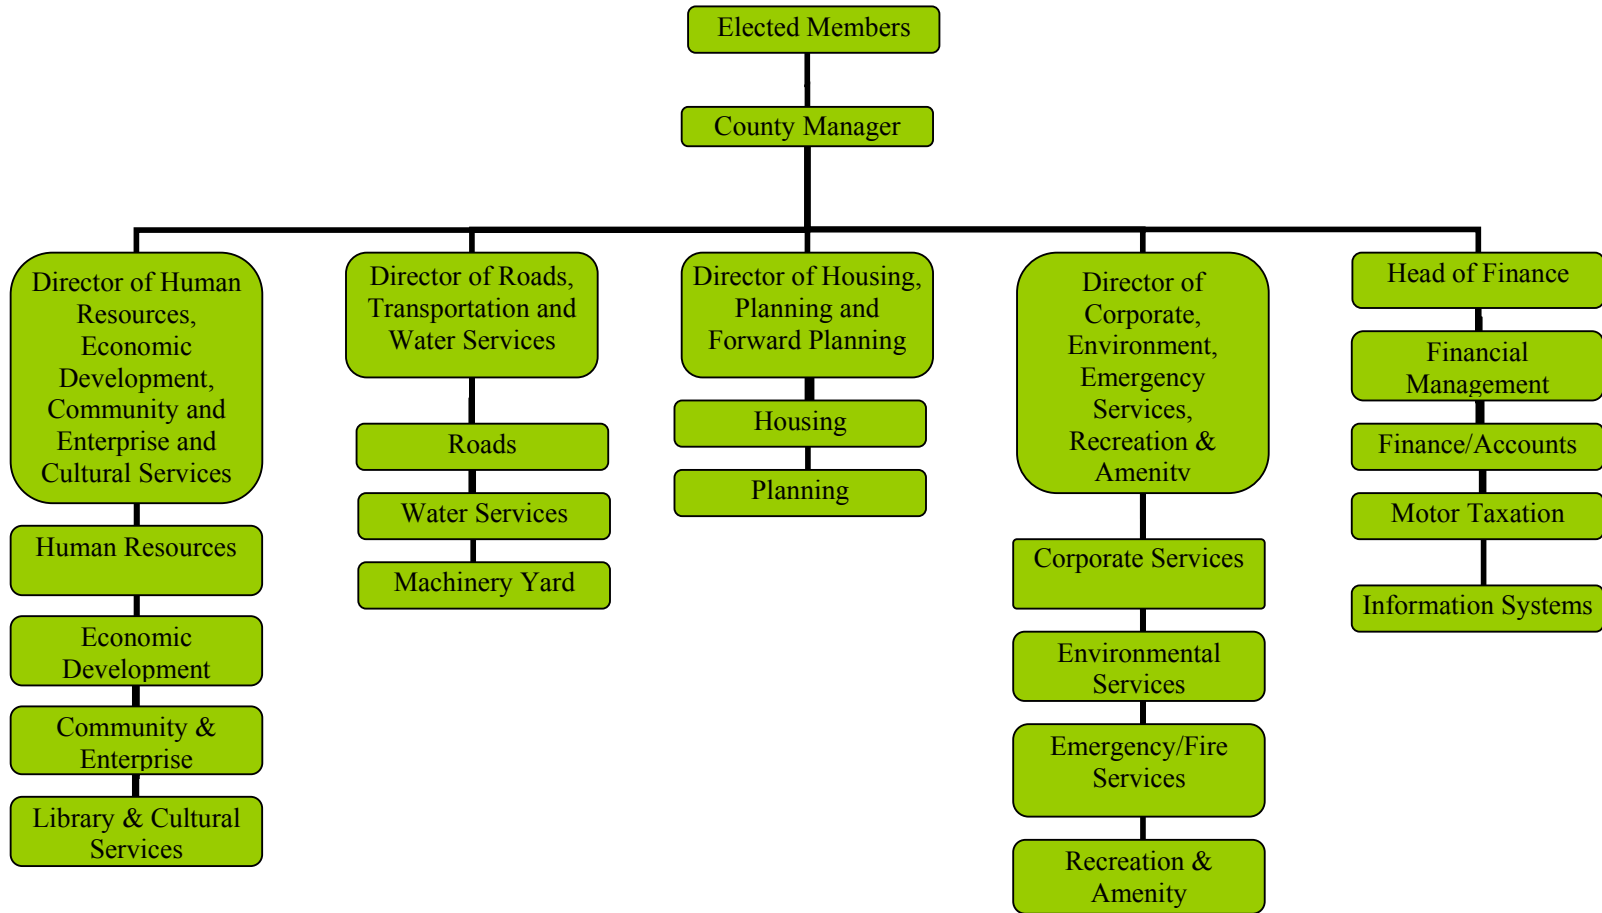 Elected Members
County Manager
Director of Human
Resources,
Economic
Development,
Community and
Enterprise and
Cultural Services
Human Resources
Economic
Development
Community &
Enterprise
Library & Cultural
Services
Director of Roads,
Transportation and
Water Services
Roads
Water Services
Machinery Yard
Director of Housing,
Planning and
Forward Planning
Housing
Planning
Director of
Corporate,
Environment,
Emergency
Services,
Recreation &
Amenity
Corporate Services
Environmental
Services
Emergency/Fire
Services
Recreation &
Amenity
Head of Finance
Financial
Management
Finance/Accounts
Motor Taxation
Information Systems